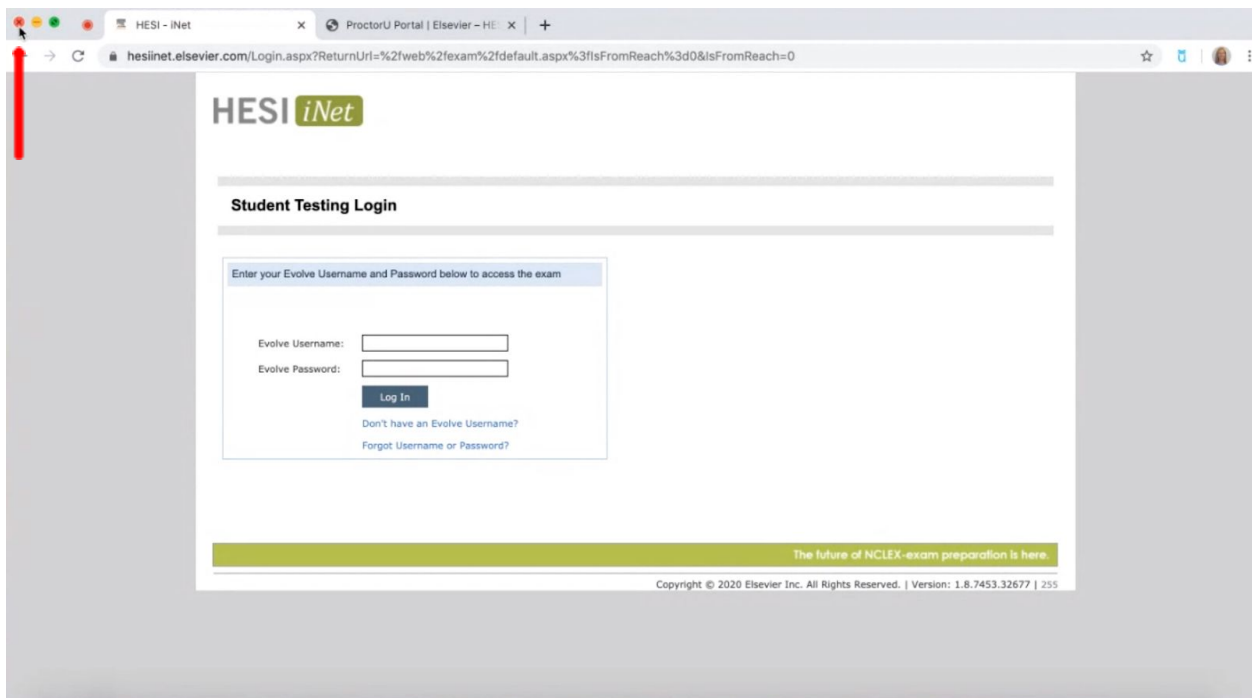 HESI - iNet
ProctorU Portal | Elsevier – HE
hesiinet.elsevier.com/Login.aspx?ReturnUrl=%2fweb%2fexam%2fdefault.aspx%3fIsFromReach%3d0&IsFromReach=0
HESI iNet
Student Testing Login
Enter your Evolve Username and Password below to access the exam
Evolve Username:
Evolve Password:
Log In
Don't have an Evolve Username?
Forgot Username or Password?
The future of NCLEX-exam preparation is here.
Copyright © 2020 Elsevier Inc. All Rights Reserved. | Version: 1.8.7453.32677 | 255